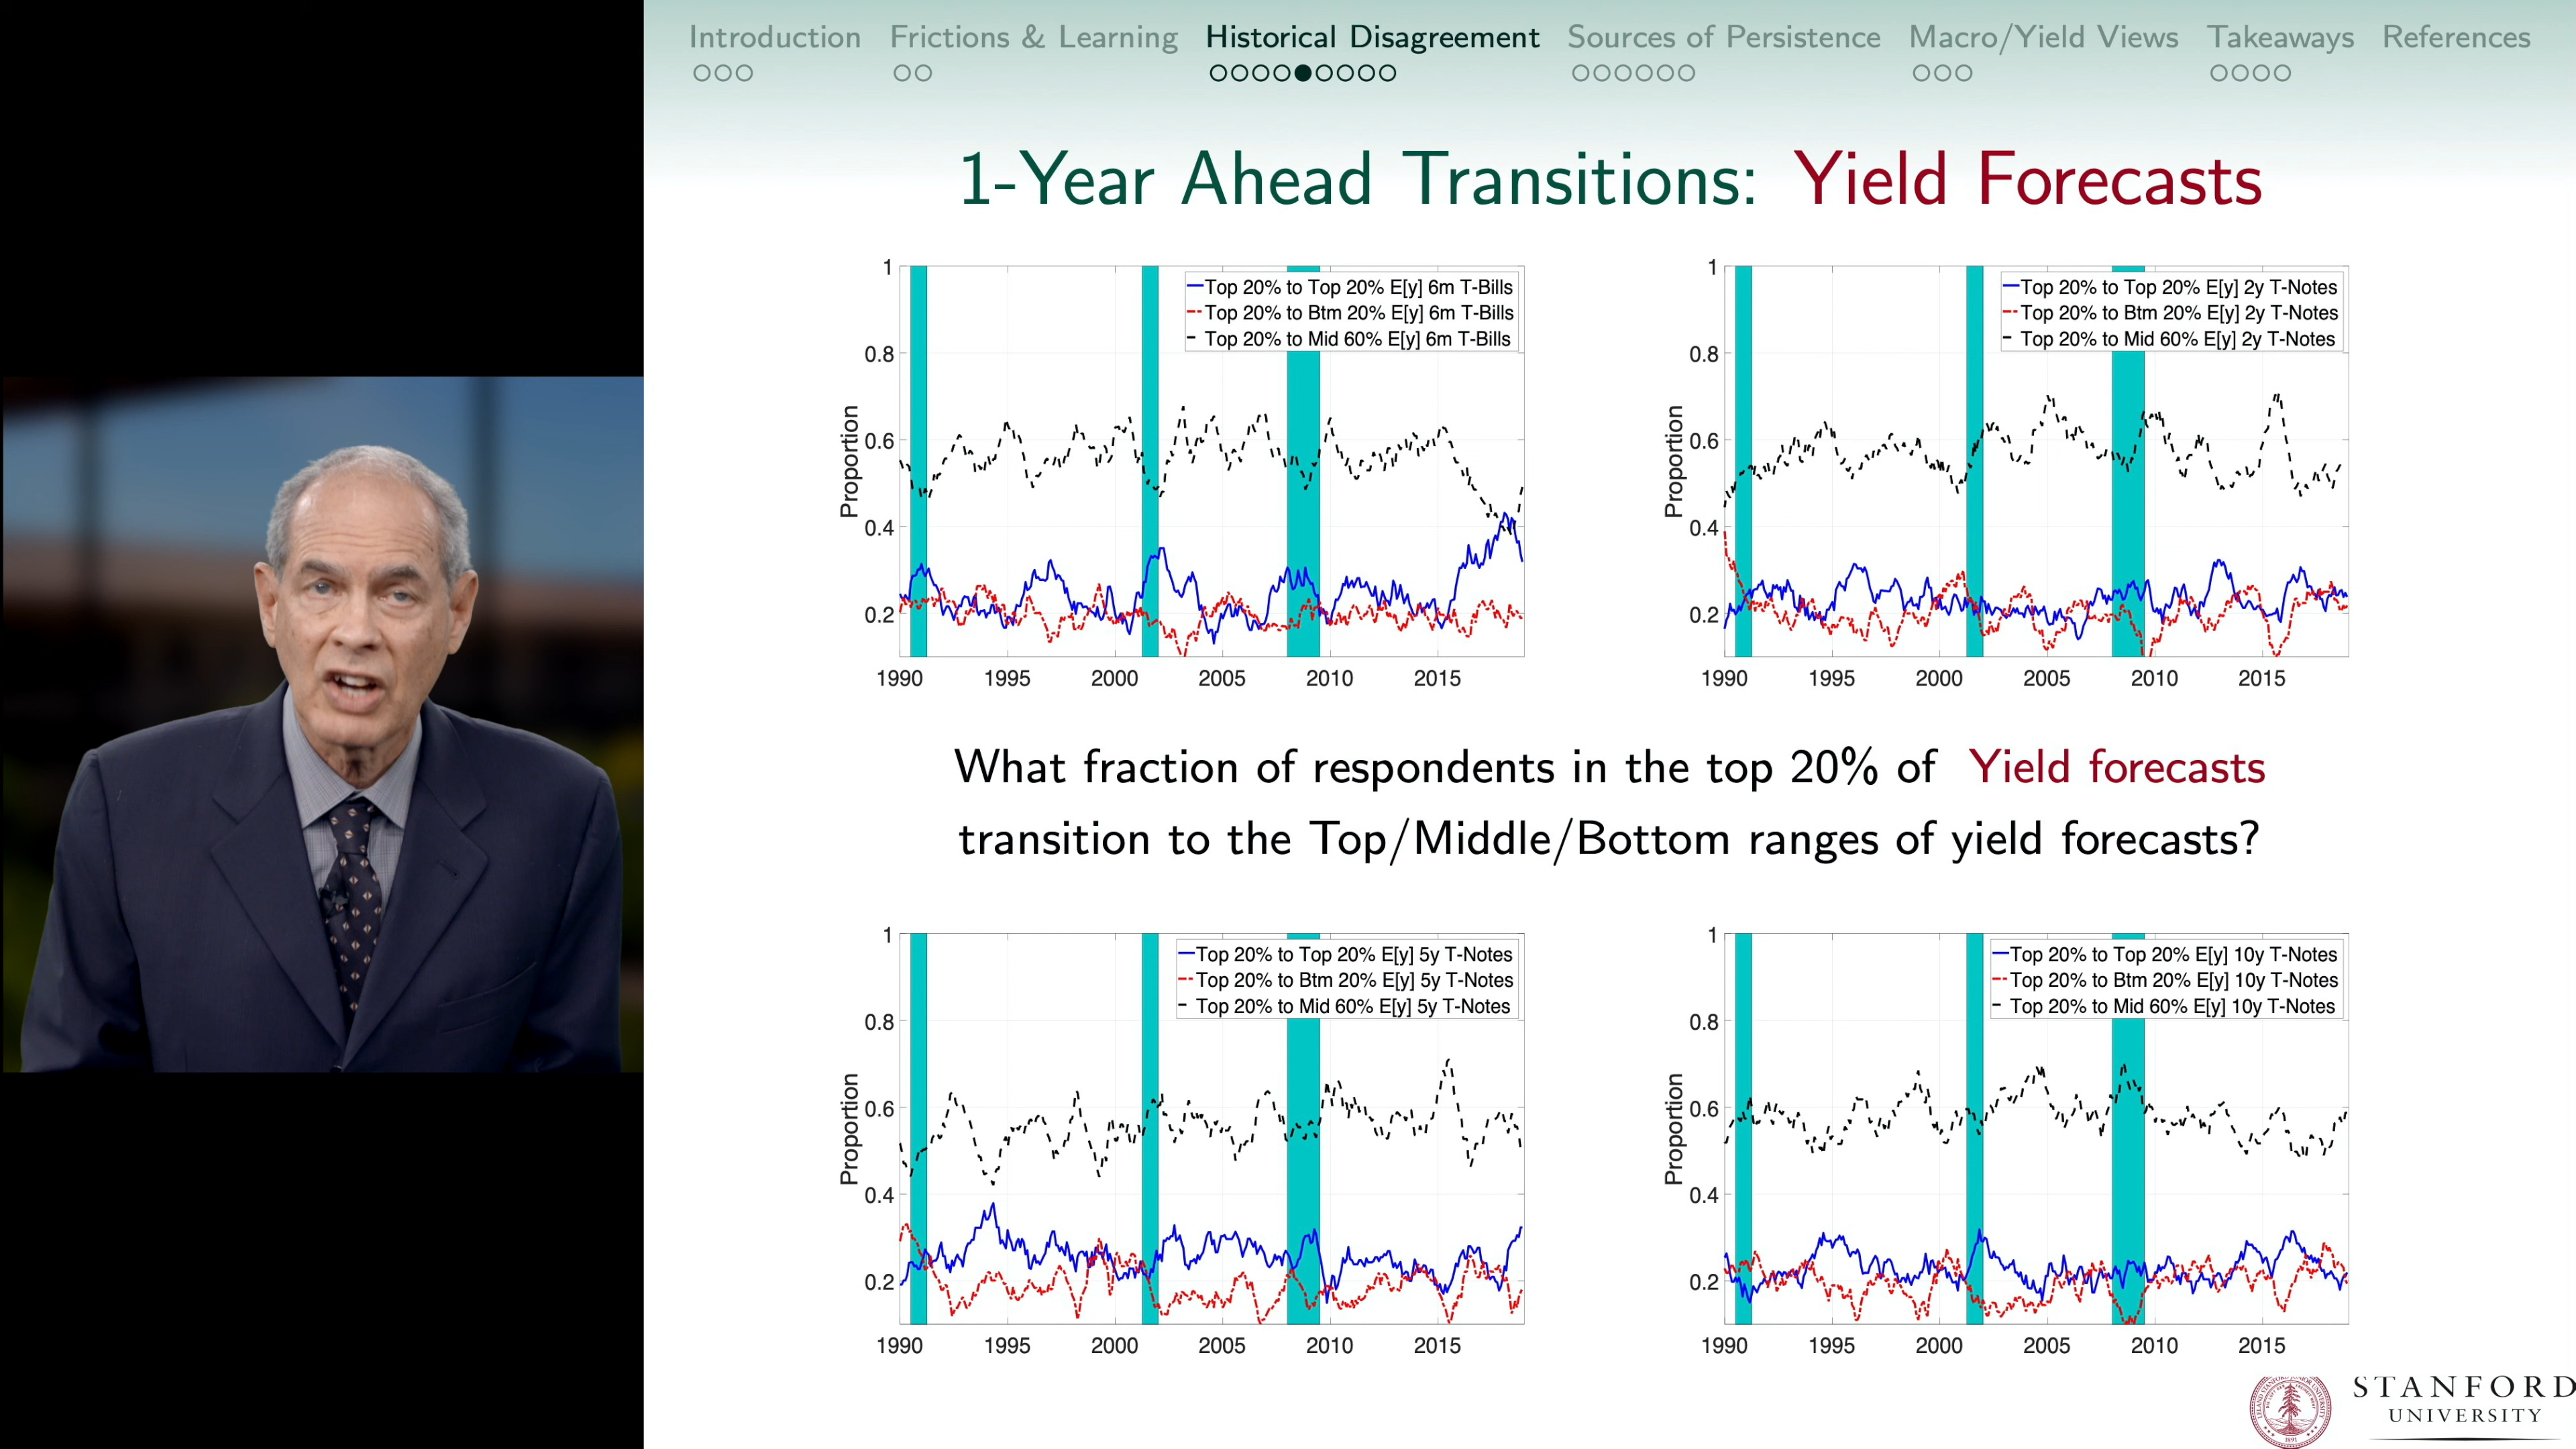 Introduction Frictions & Learning Historical Disagreement Sources of Persistence Macro/Yield Views Takeaways References
1-Year Ahead Transitions: Yield Forecasts
1
0.8
0.6
0.4
0.2
Proportion
Top 20% to Top 20% E[y] 6m T-Bills
Top 20% to Btm 20% E[y] 6m T-Bills
Top 20% to Mid 60% E[y] 6m T-Bills
1990 1995 2000 2005 2010 2015
1
0.8
0.6
0.4
0.2
Proportion
Top 20% to Top 20% E[y] 2y T-Notes
Top 20% to Btm 20% E[y] 2y T-Notes
Top 20% to Mid 60% E[y] 2y T-Notes
1990 1995 2000 2005 2010 2015
What fraction of respondents in the top 20% of Yield forecasts
transition to the Top/Middle/Bottom ranges of yield forecasts?
1
0.8
0.6
0.4
0.2
Proportion
Top 20% to Top 20% E[y] 5y T-Notes
Top 20% to Btm 20% E[y] 5y T-Notes
Top 20% to Mid 60% E[y] 5y T-Notes
1990 1995 2000 2005 2010 2015
1
0.8
0.6
0.4
0.2
Proportion
Top 20% to Top 20% E[y] 10y T-Notes
Top 20% to Btm 20% E[y] 10y T-Notes
Top 20% to Mid 60% E[y] 10y T-Notes
1990 1995 2000 2005 2010 2015
STANFORD
UNIVERSITY